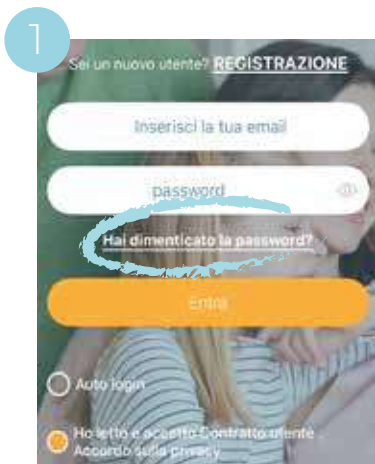 1
Sei un nuovo utente? REGISTRAZIONE
Inserisci la tua email
password
Hai dimenticato la password?
Entra
Auto login
Ho letto e accetto Contratto utente .
Accordo sulla privacy